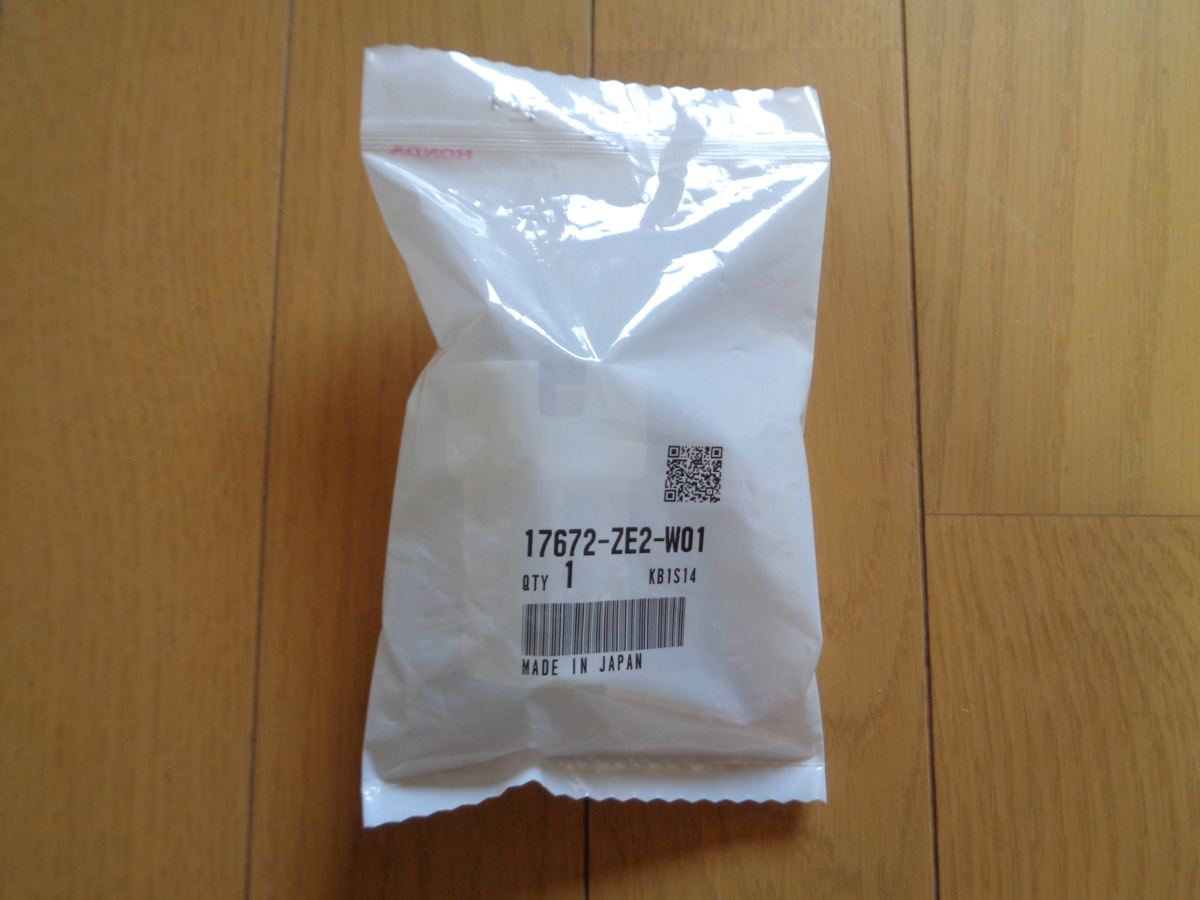 HONDA
17672-ZE2-W01
QTY 1 KB1S14
MADE IN JAPAN